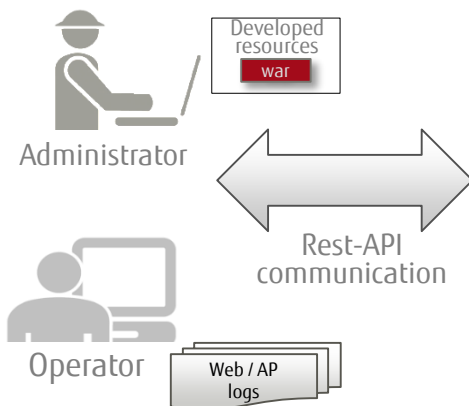 Developed
resources
war
Administrator
Rest-API
communication
Operator
Web / AP
logs